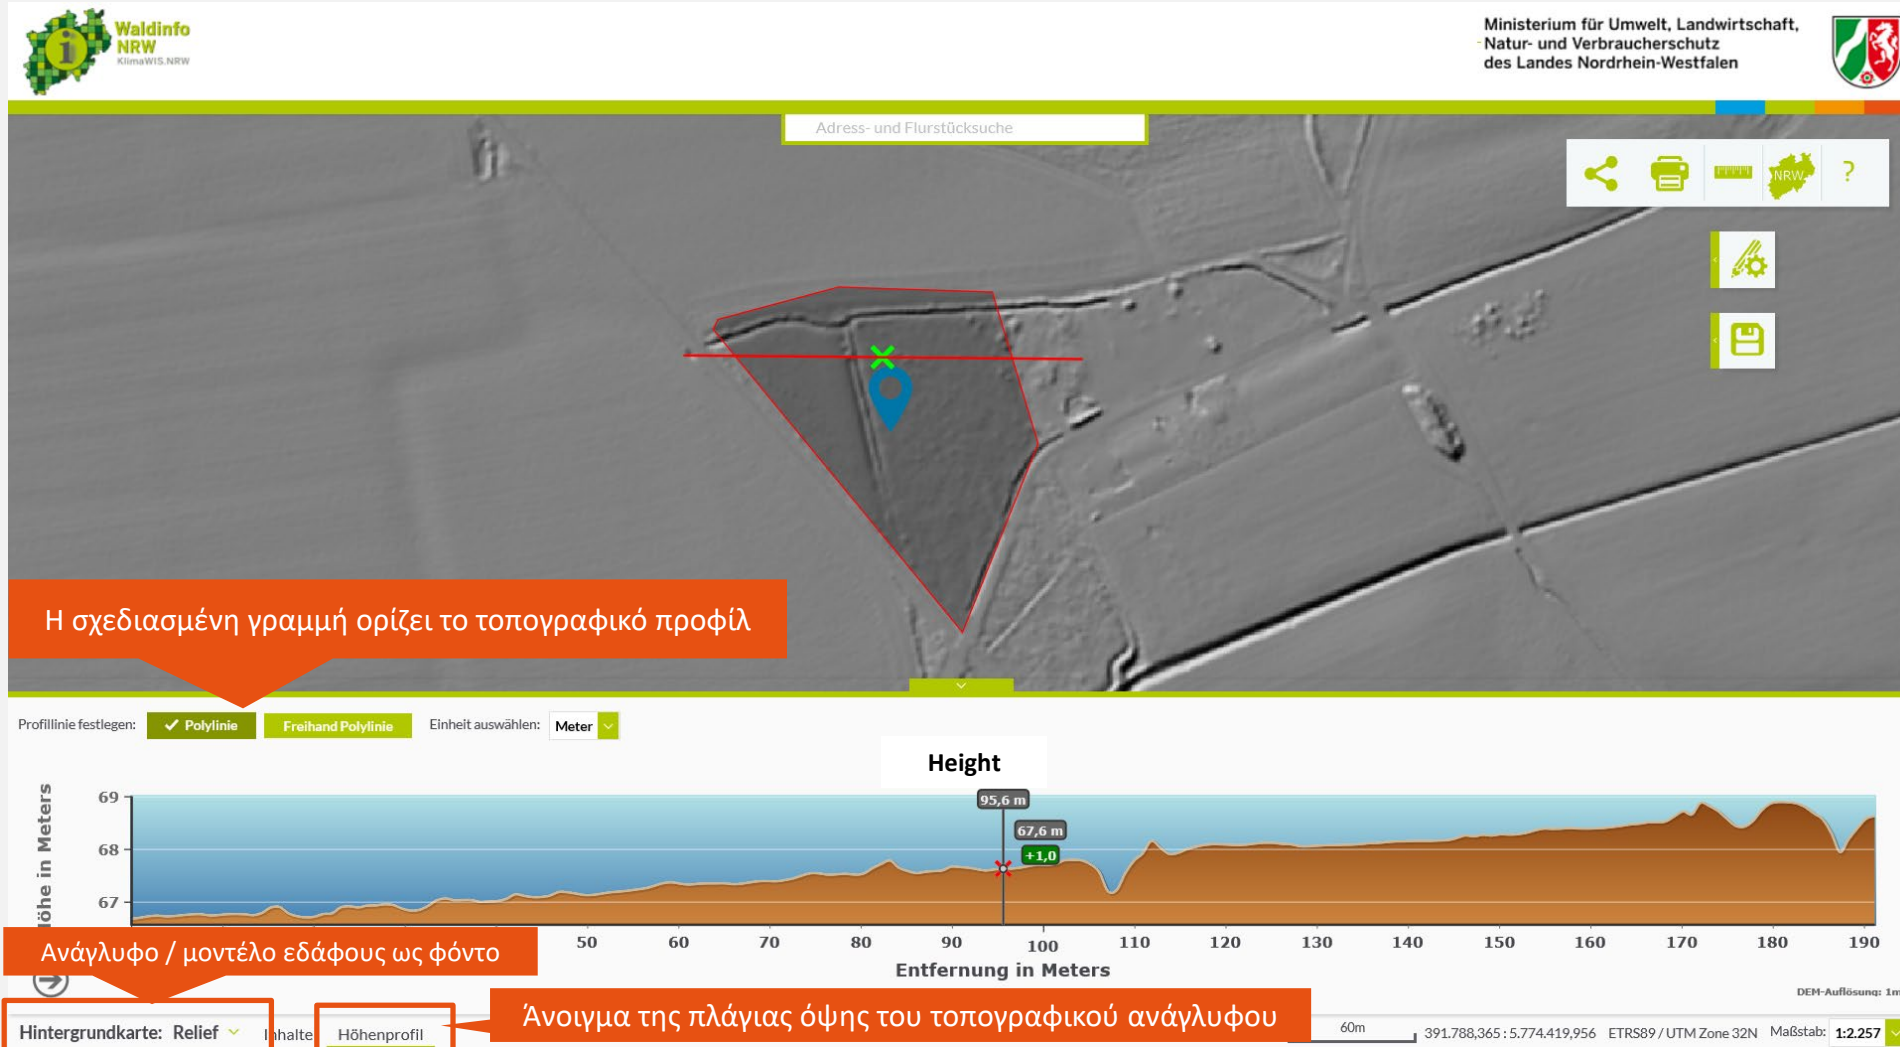 Waldinfo
NRW
KlimaWIS.NRW
Ministerium für Umwelt, Landwirtschaft,
Natur- und Verbraucherschutz
des Landes Nordrhein-Westfalen
Adress- und Flurstücksuche
NRW
?
Η σχεδιασμένη γραμμή ορίζει το τοπογραφικό προφίλ
Profillinie festlegen: Polylinie Freihand Polylinie Einheit auswählen: Meter
Height
95,6 m
67,6 m
+1,0
69
68
67
Höhe in Meters
50 60 70 80 90 100 110 120 130 140 150 160 170 180 190
Entfernung in Meters
Ανάγλυφο / μοντέλο εδάφους ως φόντο
DEM-Auflösung: 1m
Hintergrundkarte: Relief Inhalte Höhenprofil
Άνοιγμα της πλάγιας όψης του τοπογραφικού ανάγλυφου
60m 391.788,365 : 5.774.419,956 ETRS89 / UTM Zone 32N Maßstab: 1:2.257